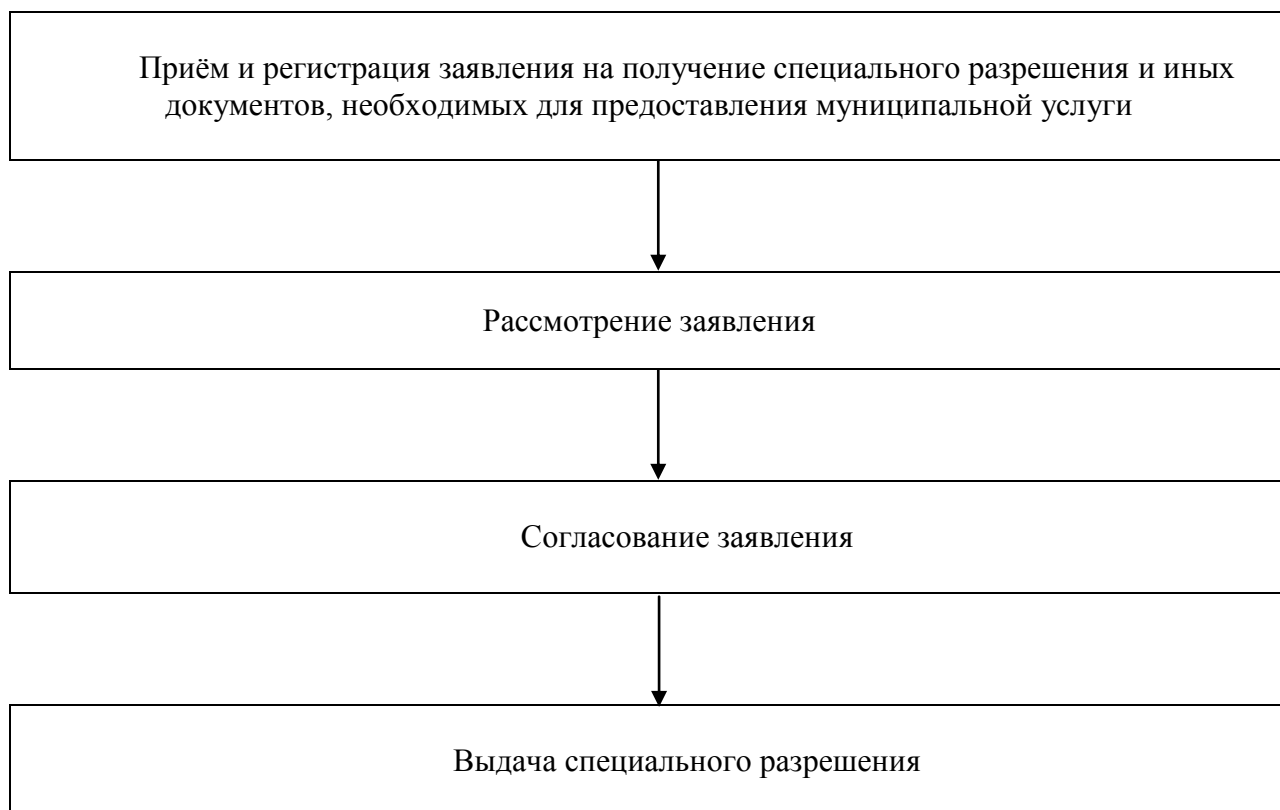 Приём и регистрация заявления на получение специального разрешения и иных
документов, необходимых для предоставления муниципальной услуги
Рассмотрение заявления
Согласование заявления
Выдача специального разрешения